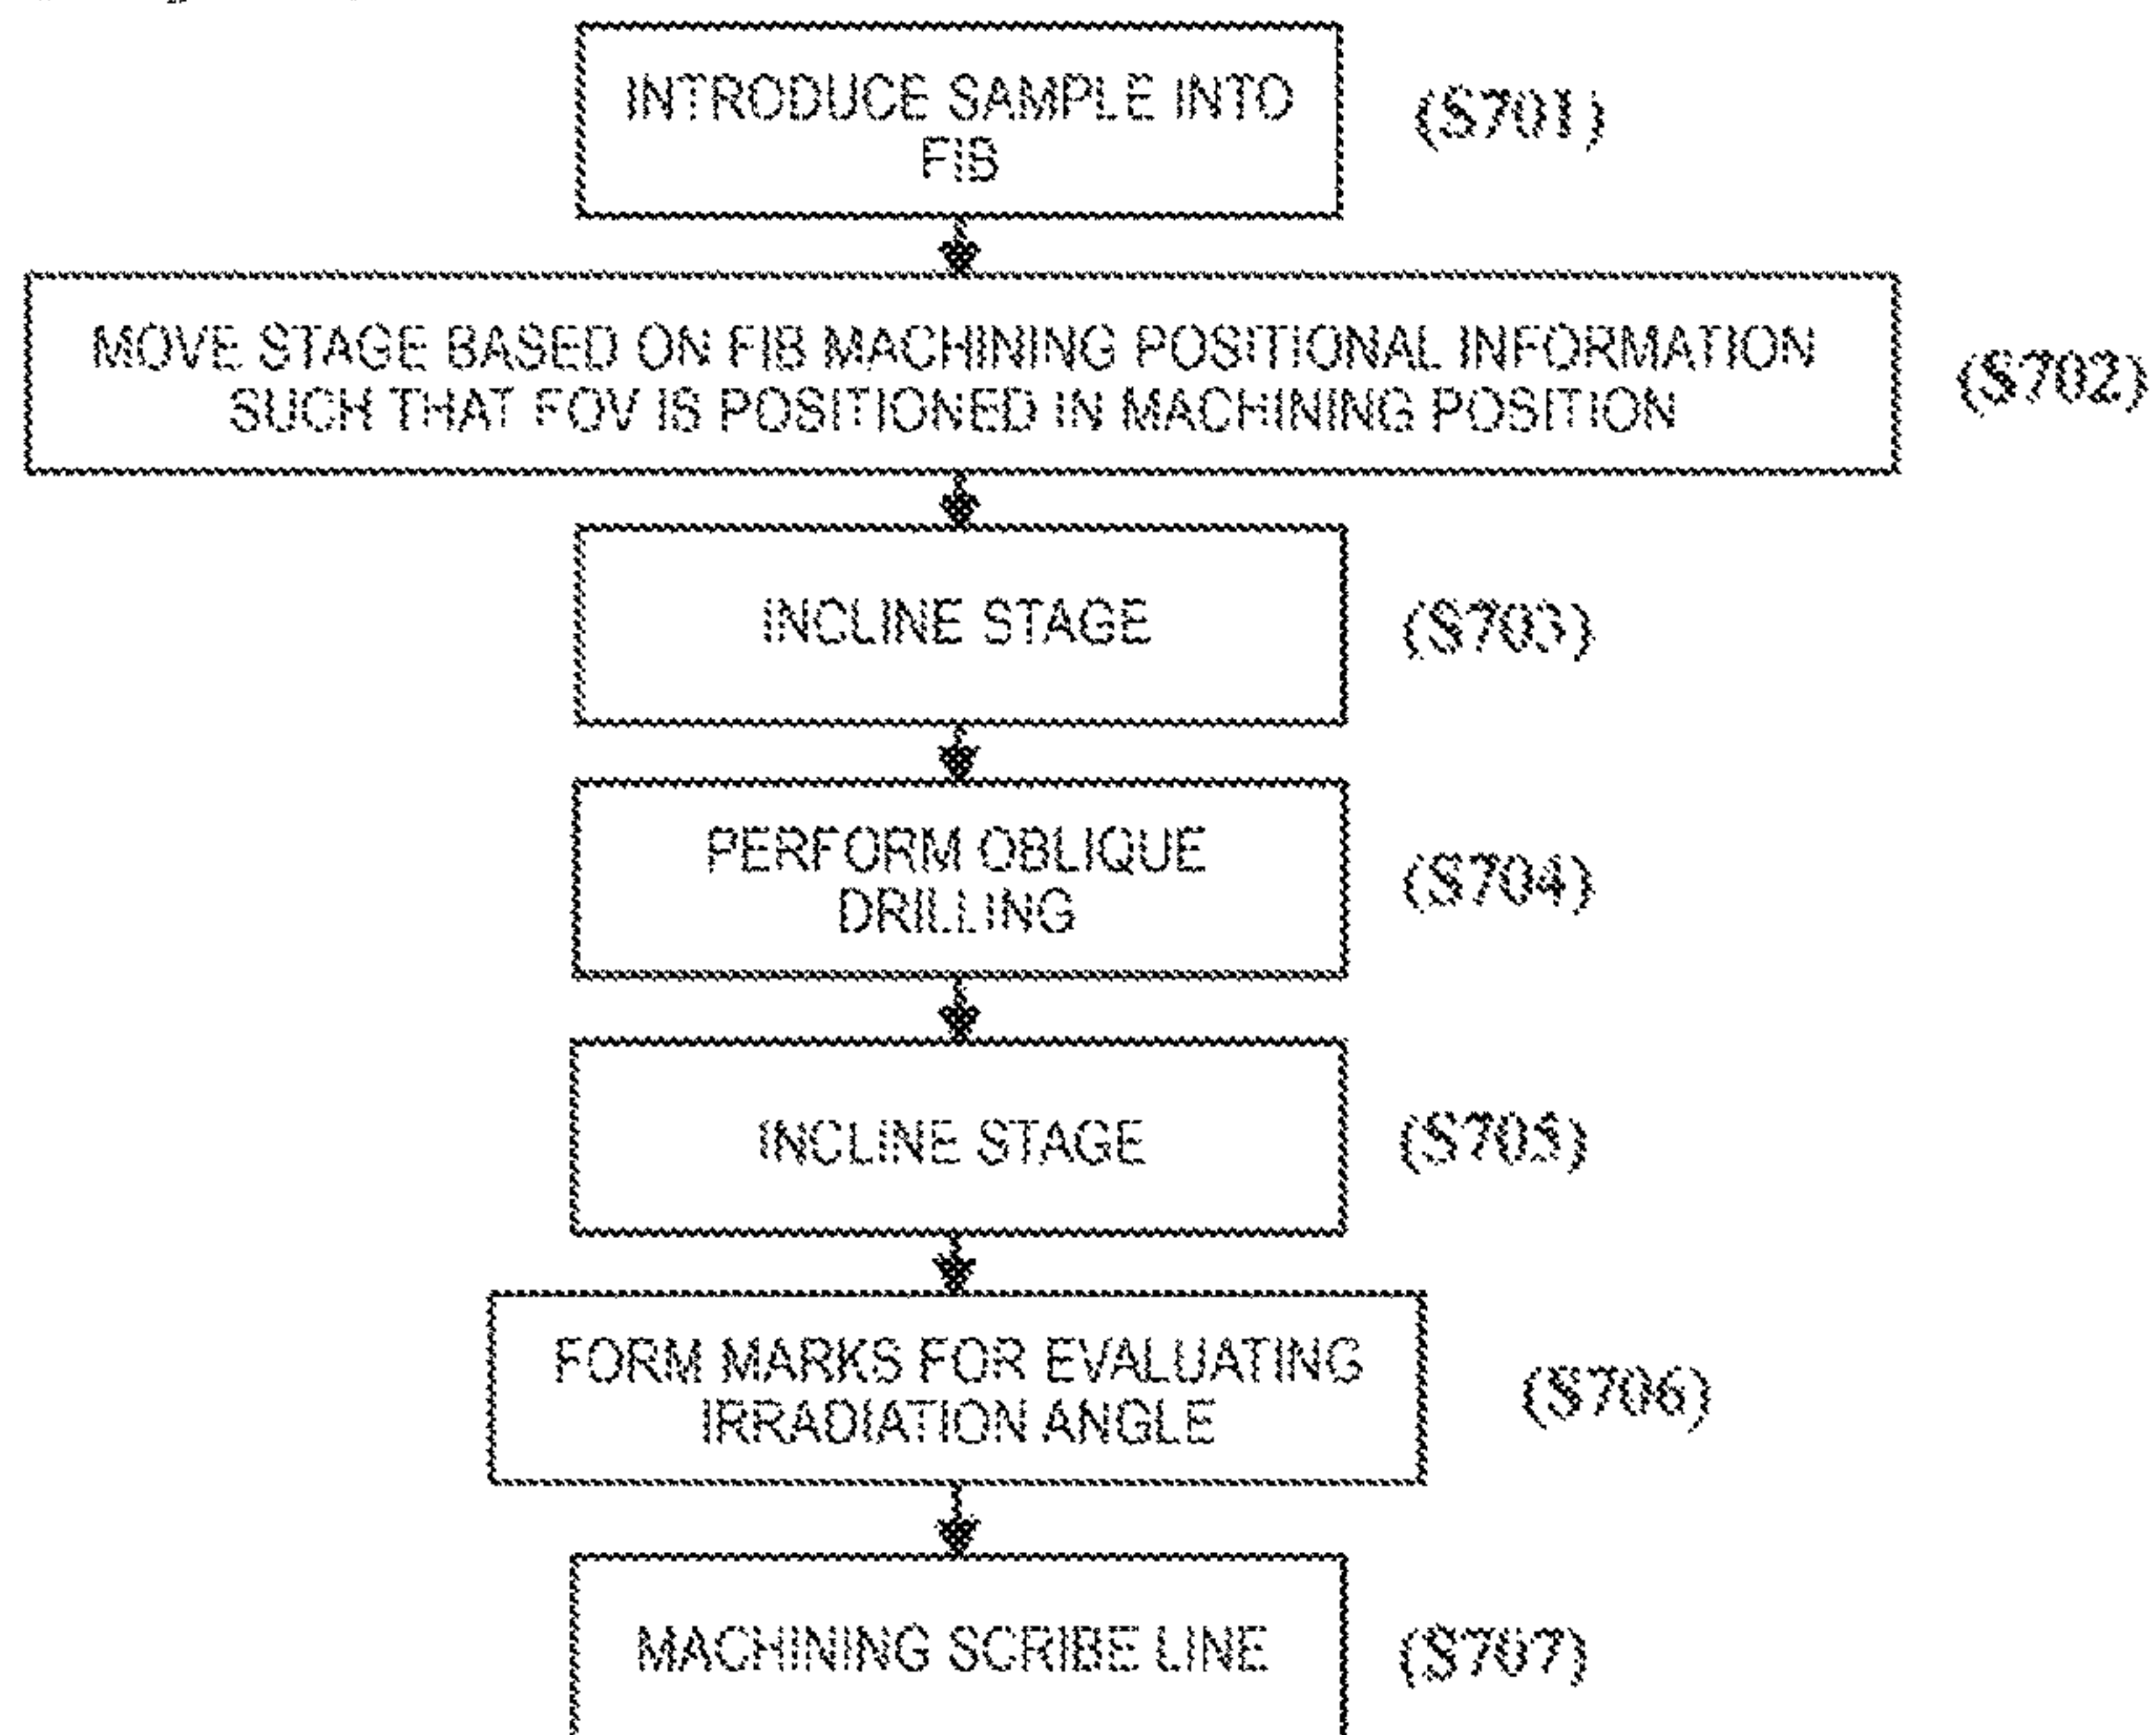 INTRODUCE SAMPLE INTO
FIB
(S701)
MOVE STAGE BASED ON FIB MACHINING POSITIONAL INFORMATION
SUCH THAT FOV IS POSITIONED IN MACHINING POSITION
(S702)
INCLINE STAGE
(S703)
PERFORM OBLIQUE
DRILLING
(S704)
INCLINE STAGE
(S705)
FORM MARKS FOR EVALUATING
IRRADIATION ANGLE
(S706)
MACHINING SCRIBE LINE
(S707)